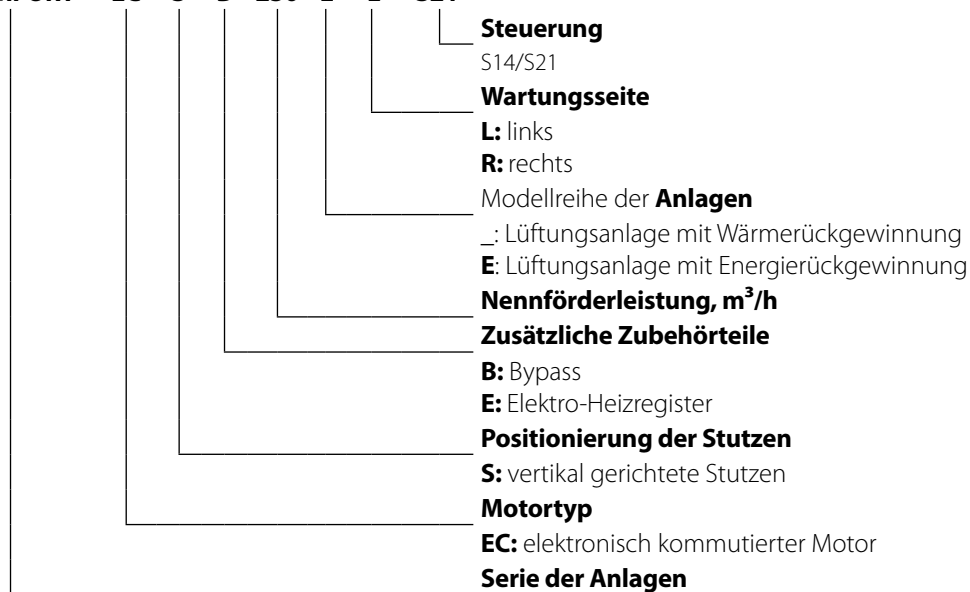 Steuerung
S14/S21
Wartungsseite
L: links
R: rechts
Modellreihe der Anlagen
_: Lüftungsanlage mit Wärmerückgewinnung
E: Lüftungsanlage mit Energierückgewinnung
Nennförderleistung, m³/h
Zusätzliche Zubehörteile
B: Bypass
E: Elektro-Heizregister
Positionierung der Stutzen
S: vertikal gerichtete Stutzen
Motortyp
EC: elektronisch kommutierter Motor
Serie der Anlagen